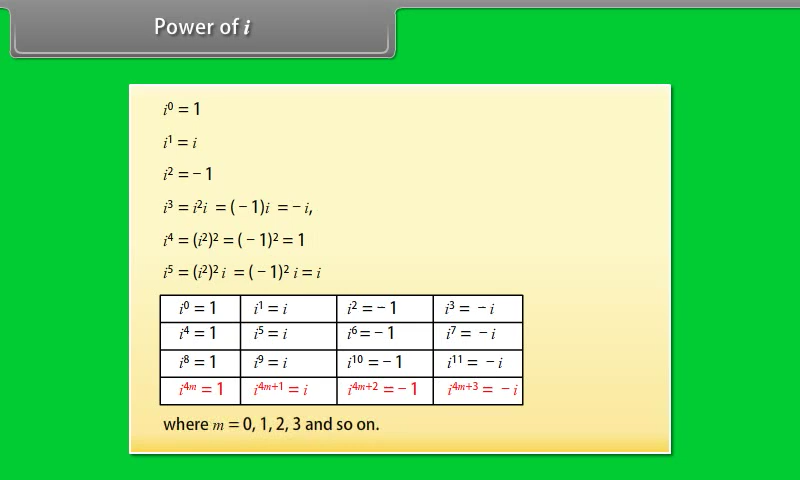 Power of i
i⁰ = 1
i¹ = i
i² = – 1
i³ = i²i = ( – 1)i = – i,
i⁴ = (i²)² = ( – 1)² = 1
i⁵ = (i²)² i = ( – 1)² i = i
i⁰ = 1 i¹ = i i² = – 1 i³ = – i
i⁴ = 1 i⁵ = i i⁶ = – 1 i⁷ = – i
i⁸ = 1 i⁹ = i i¹⁰ = – 1 i¹¹ = – i
i⁴ᵐ = 1 i⁴ᵐ⁺¹ = i i⁴ᵐ⁺² = – 1 i⁴ᵐ⁺³ = – i
where m = 0, 1, 2, 3 and so on.